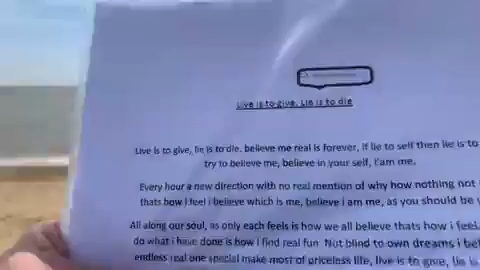 Live is to give, Lie is to die
Live is to give, lie is to die, believe me real is forever, if lie to self then lie is to
try to believe me, believe in your self, I'am me.
Every hour a new direction with no real mention of why how nothing not
thats how i feel i believe which is me, believe i am me, as you should be
All along our soul, as only each feels is how we all believe thats how i feel
do what i have done is how i find real fun Not blind to own dreams i
endless real one special make most of priceless life, live is to give, lie is